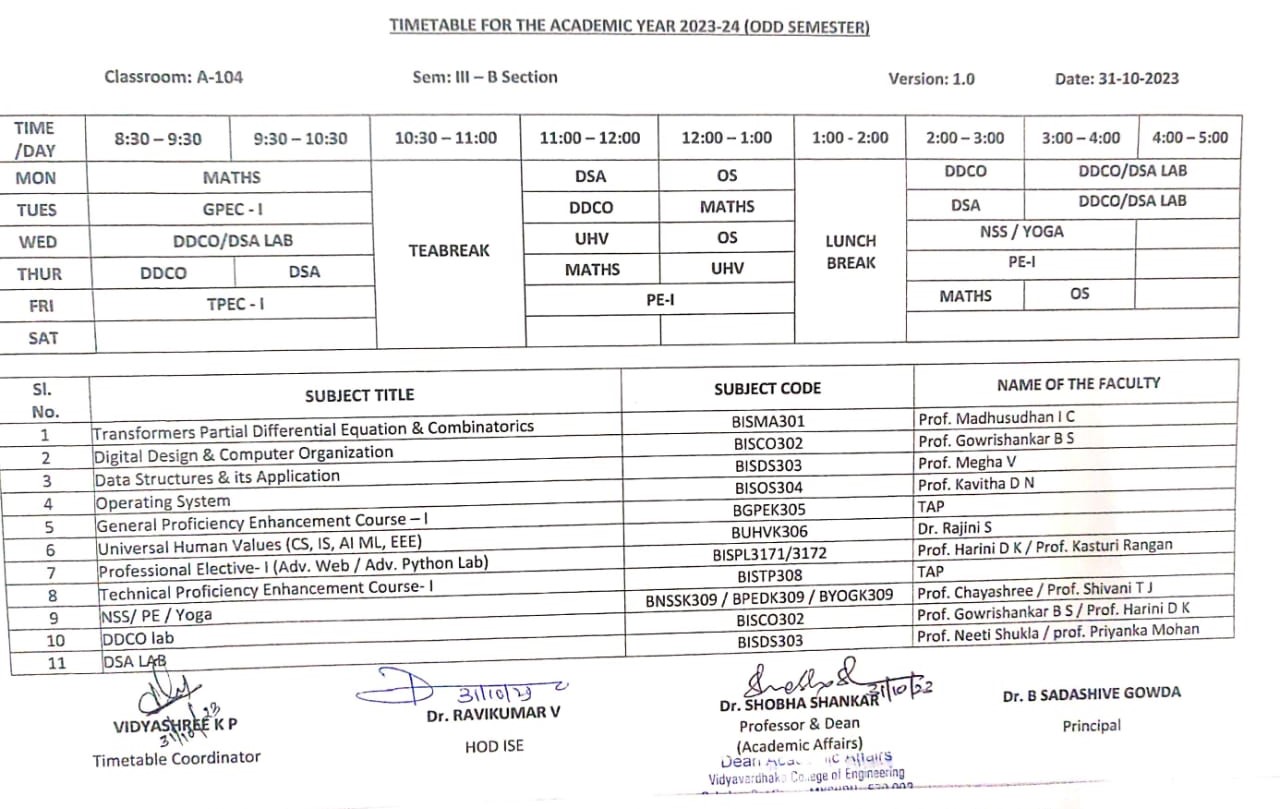 TIMETABLE FOR THE ACADEMIC YEAR 2023-24 (ODD SEMESTER)
Classroom: A-104 Sem: III – B Section Version: 1.0 Date: 31-10-2023
TIME /DAY 8:30 – 9:30 9:30 – 10:30 10:30 – 11:00 11:00 – 12:00 12:00 – 1:00 1:00 - 2:00 2:00 – 3:00 3:00 – 4:00 4:00 – 5:00
MON MATHS DSA OS DDCO DDCO/DSA LAB
TUES GPEC - I DDCO MATHS DSA DDCO/DSA LAB
WED DDCO/DSA LAB TEABREAK UHV OS LUNCH BREAK NSS / YOGA
THUR DDCO DSA MATHS UHV PE-I
FRI TPEC - I PE-I MATHS OS
SAT
Sl. No. SUBJECT TITLE SUBJECT CODE NAME OF THE FACULTY
1 Transformers Partial Differential Equation & Combinatorics BISMA301 Prof. Madhusudhan I C
2 Digital Design & Computer Organization BISCO302 Prof. Gowrishankar B S
3 Data Structures & its Application BISDS303 Prof. Megha V
4 Operating System BISOS304 Prof. Kavitha D N
5 General Proficiency Enhancement Course – I BGPEK305 TAP
6 Universal Human Values (CS, IS, AI ML, EEE) BUHVK306 Dr. Rajini S
7 Professional Elective- I (Adv. Web / Adv. Python Lab) BISPL3171/3172 Prof. Harini D K / Prof. Kasturi Rangan
8 Technical Proficiency Enhancement Course- I BISTP308 TAP
9 NSS/ PE / Yoga BNSSK309 / BPEDK309 / BYOGK309 Prof. Chayashree / Prof. Shivani T J
10 DDCO lab BISCO302 Prof. Gowrishankar B S / Prof. Harini D K
11 DSA LAB BISDS303 Prof. Neeti Shukla / prof. Priyanka Mohan
VIDYASHREE K P
31/10/23
Timetable Coordinator
31/10/23
Dr. RAVIKUMAR V
HOD ISE
31/10/23
Dr. SHOBHA SHANKAR
Professor & Dean
(Academic Affairs)
Dean Affairs
Vidyavardhaka College of Engineering
Dr. B SADASHIVE GOWDA
Principal